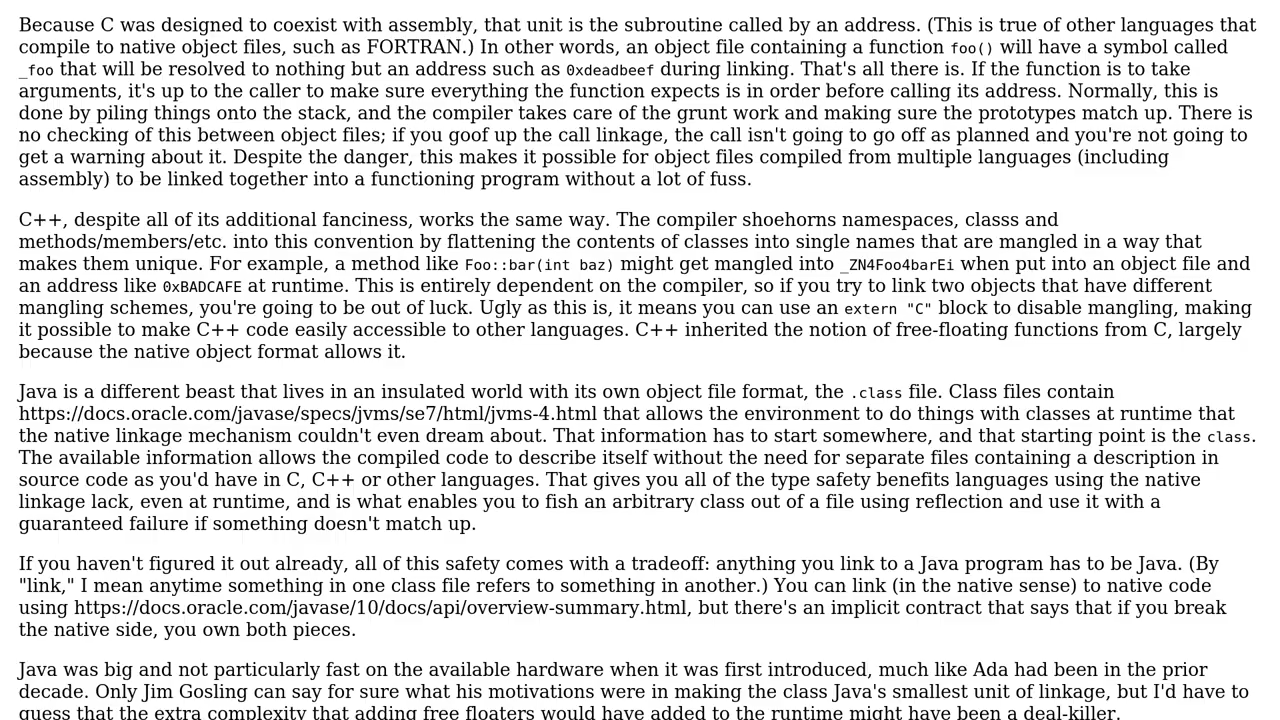 Because C was designed to coexist with assembly, that unit is the subroutine called by an address. (This is true of other languages that
compile to native object files, such as FORTRAN.) In other words, an object file containing a function foo() will have a symbol called
_foo that will be resolved to nothing but an address such as 0xdeadbeef during linking. That's all there is. If the function is to take
arguments, it's up to the caller to make sure everything the function expects is in order before calling its address. Normally, this is
done by piling things onto the stack, and the compiler takes care of the grunt work and making sure the prototypes match up. There is
no checking of this between object files; if you goof up the call linkage, the call isn't going to go off as planned and you're not going to
get a warning about it. Despite the danger, this makes it possible for object files compiled from multiple languages (including
assembly) to be linked together into a functioning program without a lot of fuss.
C++, despite all of its additional fanciness, works the same way. The compiler shoehorns namespaces, classs and
methods/members/etc. into this convention by flattening the contents of classes into single names that are mangled in a way that
makes them unique. For example, a method like Foo::bar(int baz) might get mangled into _ZN4Foo4barEi when put into an object file and
an address like 0xBADCAFE at runtime. This is entirely dependent on the compiler, so if you try to link two objects that have different
mangling schemes, you're going to be out of luck. Ugly as this is, it means you can use an extern "C" block to disable mangling, making
it possible to make C++ code easily accessible to other languages. C++ inherited the notion of free-floating functions from C, largely
because the native object format allows it.
Java is a different beast that lives in an insulated world with its own object file format, the .class file. Class files contain
https://docs.oracle.com/javase/specs/jvms/se7/html/jvms-4.html that allows the environment to do things with classes at runtime that
the native linkage mechanism couldn't even dream about. That information has to start somewhere, and that starting point is the class.
The available information allows the compiled code to describe itself without the need for separate files containing a description in
source code as you'd have in C, C++ or other languages. That gives you all of the type safety benefits languages using the native
linkage lack, even at runtime, and is what enables you to fish an arbitrary class out of a file using reflection and use it with a
guaranteed failure if something doesn't match up.
If you haven't figured it out already, all of this safety comes with a tradeoff: anything you link to a Java program has to be Java. (By
"link," I mean anytime something in one class file refers to something in another.) You can link (in the native sense) to native code
using https://docs.oracle.com/javase/10/docs/api/overview-summary.html, but there's an implicit contract that says that if you break
the native side, you own both pieces.
Java was big and not particularly fast on the available hardware when it was first introduced, much like Ada had been in the prior
decade. Only Jim Gosling can say for sure what his motivations were in making the class Java's smallest unit of linkage, but I'd have to
guess that the extra complexity that adding free floaters would have added to the runtime might have been a deal-killer.